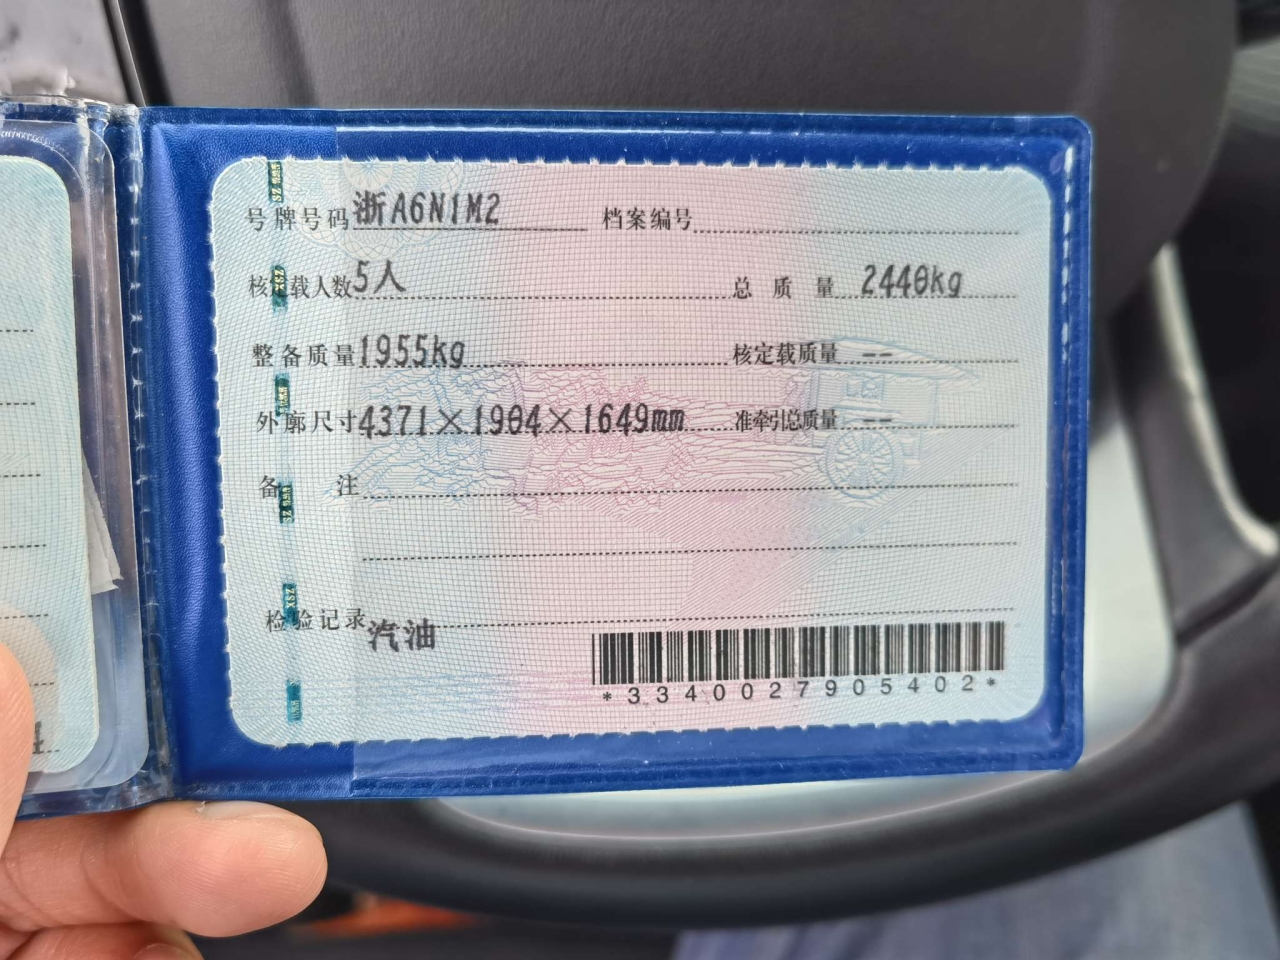 号牌号码 浙A6N1M2 档案编号
核定载人数 5人 总质量 2440kg
整备质量 1955kg 核定载质量 --
外廓尺寸 4371×1904×1649mm 准牵引总质量 --
备注
检验记录 汽油
*3340027905402*